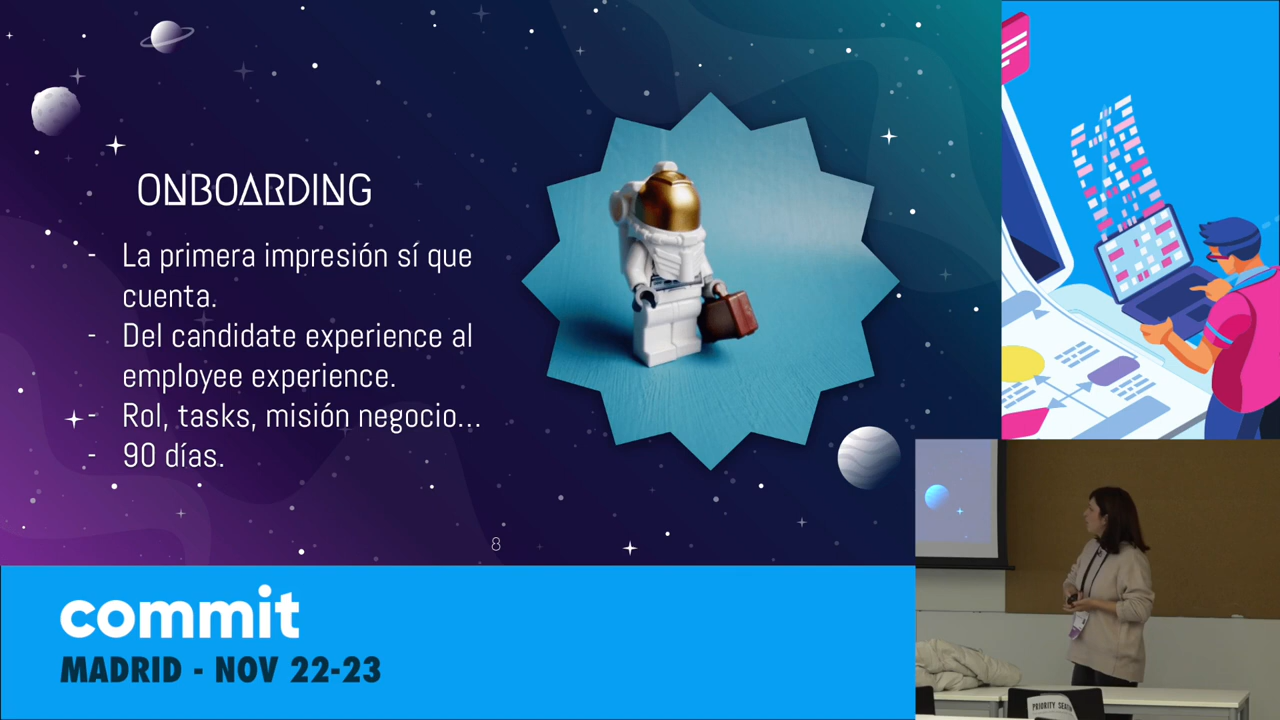 ONBOARDING
- La primera impresión sí que
cuenta.
- Del candidate experience al
employee experience.
- Rol, tasks, misión negocio...
- 90 días.
8
commit
MADRID - NOV 22-23
PRIORITY SEATING